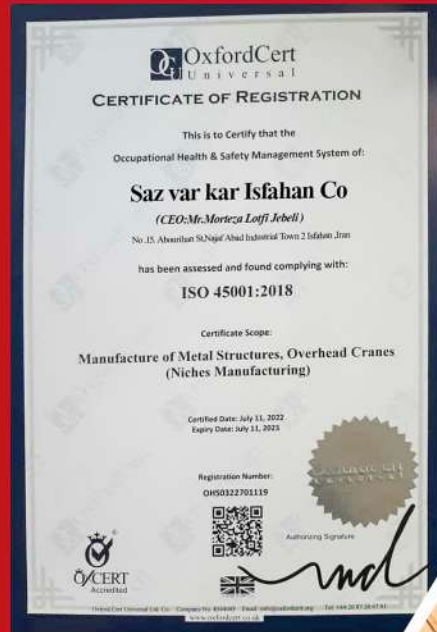 OxfordCert
Universal
CERTIFICATE OF REGISTRATION
This is to Certify that the
Occupational Health & Safety Management System of:
Saz var kar Isfahan Co
(CEO:Mr.Morteza Lotfi Jebeli)
No .15, Abourihan St,Najaf Abad Industrial Town 2 Isfahan ,Iran
has been assessed and found complying with:
ISO 45001:2018
Certificate Scope:
Manufacture of Metal Structures, Overhead Cranes
(Niches Manufacturing)
Certified Date: July 11, 2022
Expiry Date: July 11, 2023
Registration Number:
OHS0322701119
Authorizing Signature
O/CERT
Accredited
www.oxfordcert.co.uk